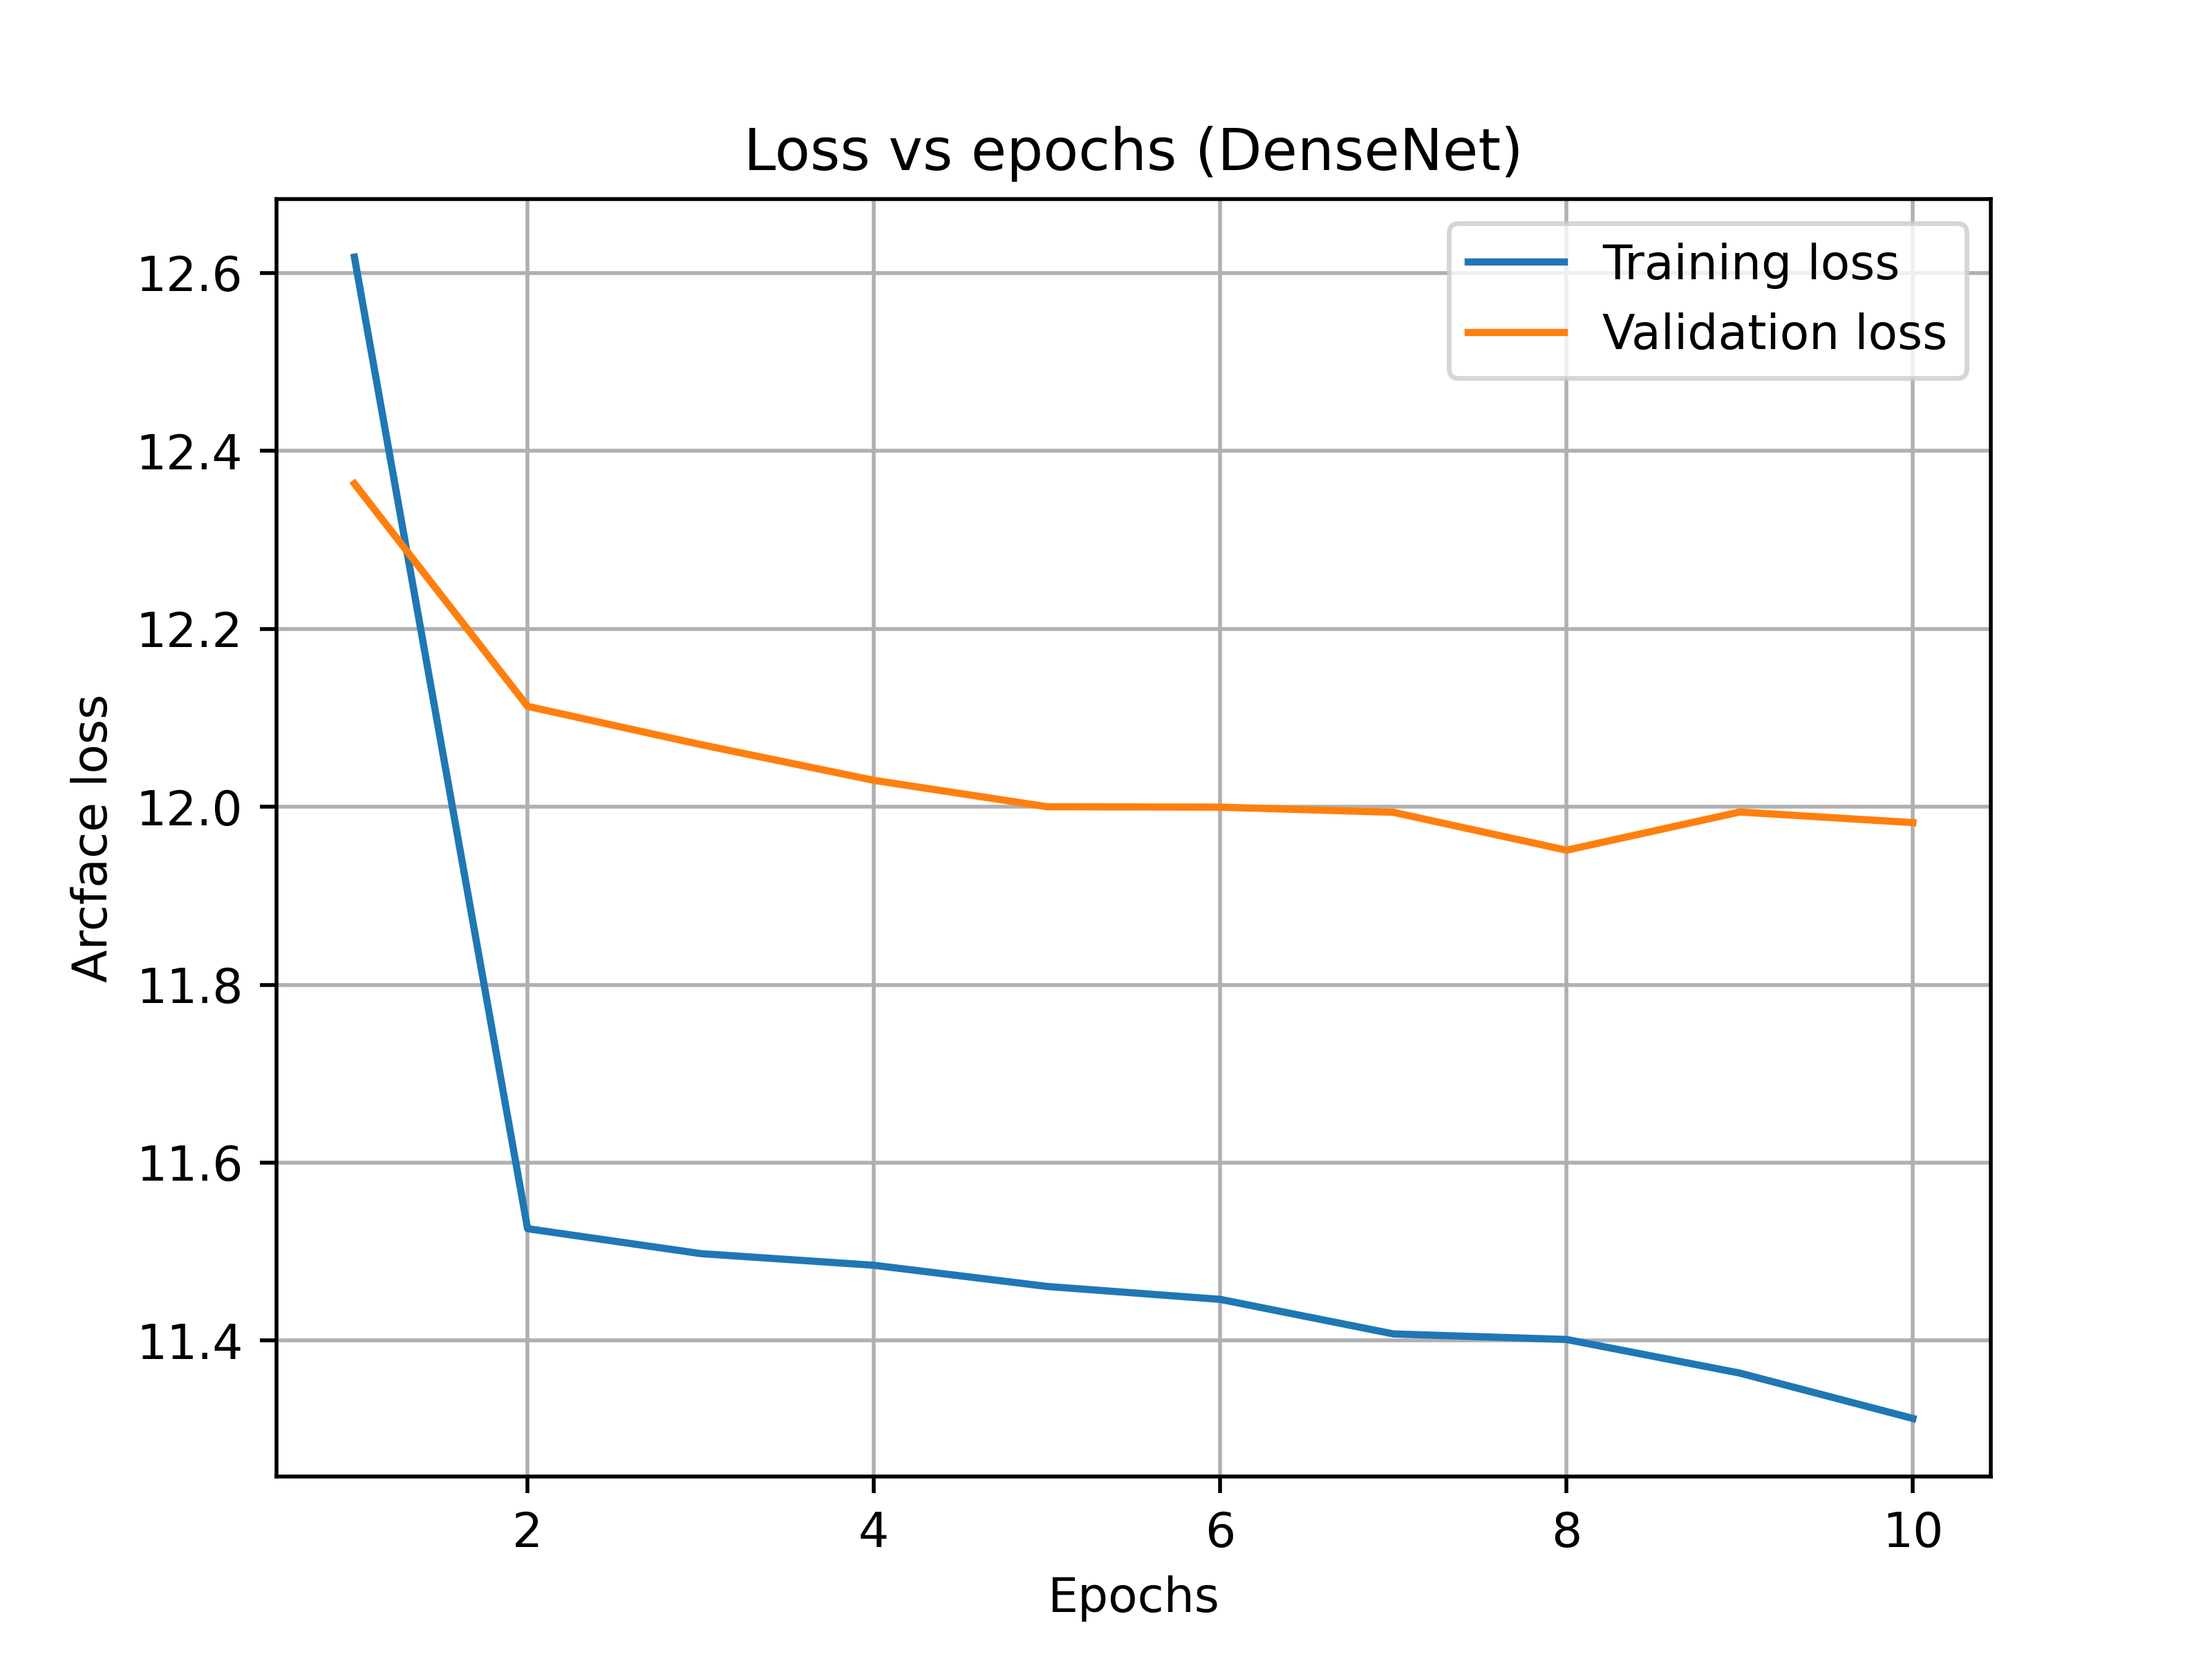 Loss vs epochs (DenseNet)
Training loss
Validation loss
12.6
12.4
12.2
12.0
11.8
11.6
11.4
Arcface loss
2 4 6 8 10
Epochs